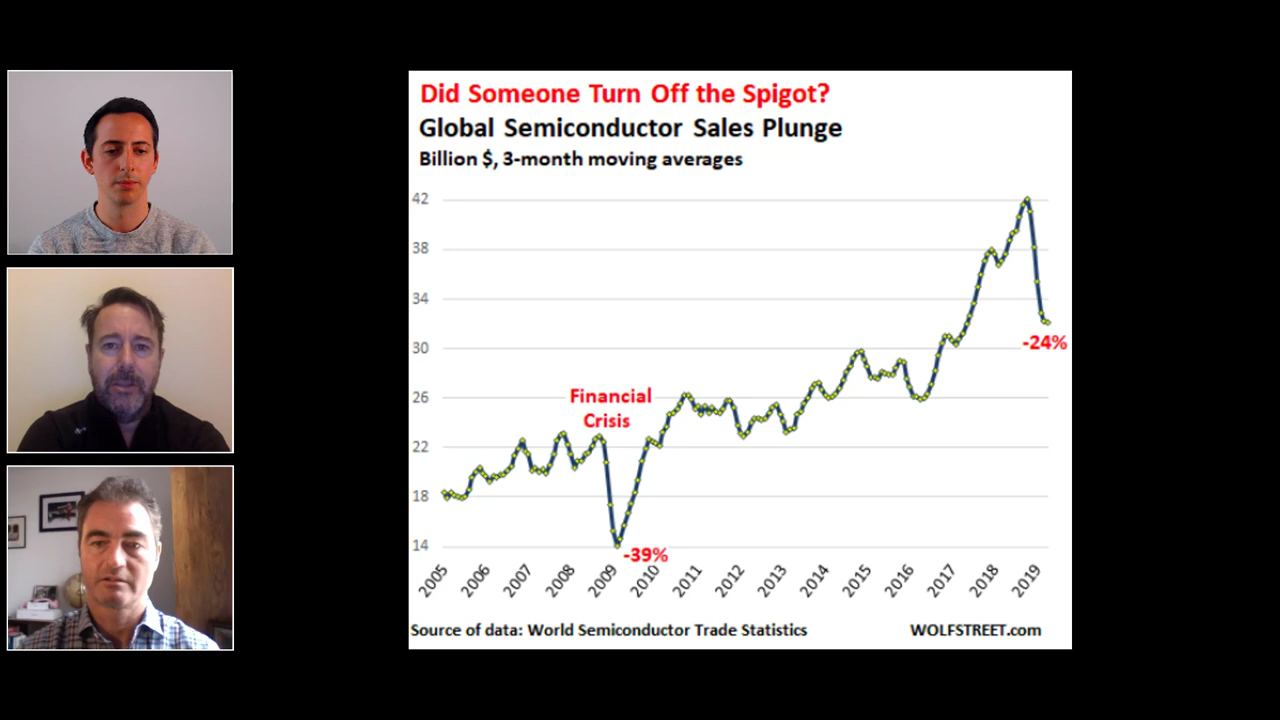 Did Someone Turn Off the Spigot?
Global Semiconductor Sales Plunge
Billion $, 3-month moving averages
42
38
34
30
-24%
26
Financial
Crisis
22
18
14
-39%
2005 2006 2007 2008 2009 2010 2011 2012 2013 2014 2015 2016 2017 2018 2019
Source of data: World Semiconductor Trade Statistics WOLFSTREET.com